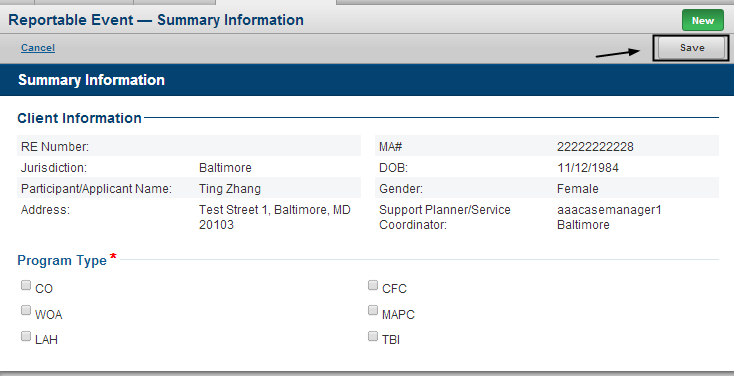 Reportable Event — Summary Information
New
Cancel
Save
Summary Information
Client Information
RE Number:
MA# 22222222228
Jurisdiction: Baltimore
DOB: 11/12/1984
Participant/Applicant Name: Ting Zhang
Gender: Female
Address: Test Street 1, Baltimore, MD
20103
Support Planner/Service aaacasemanager1
Coordinator: Baltimore
Program Type *
CO
CFC
WOA
MAPC
LAH
TBI